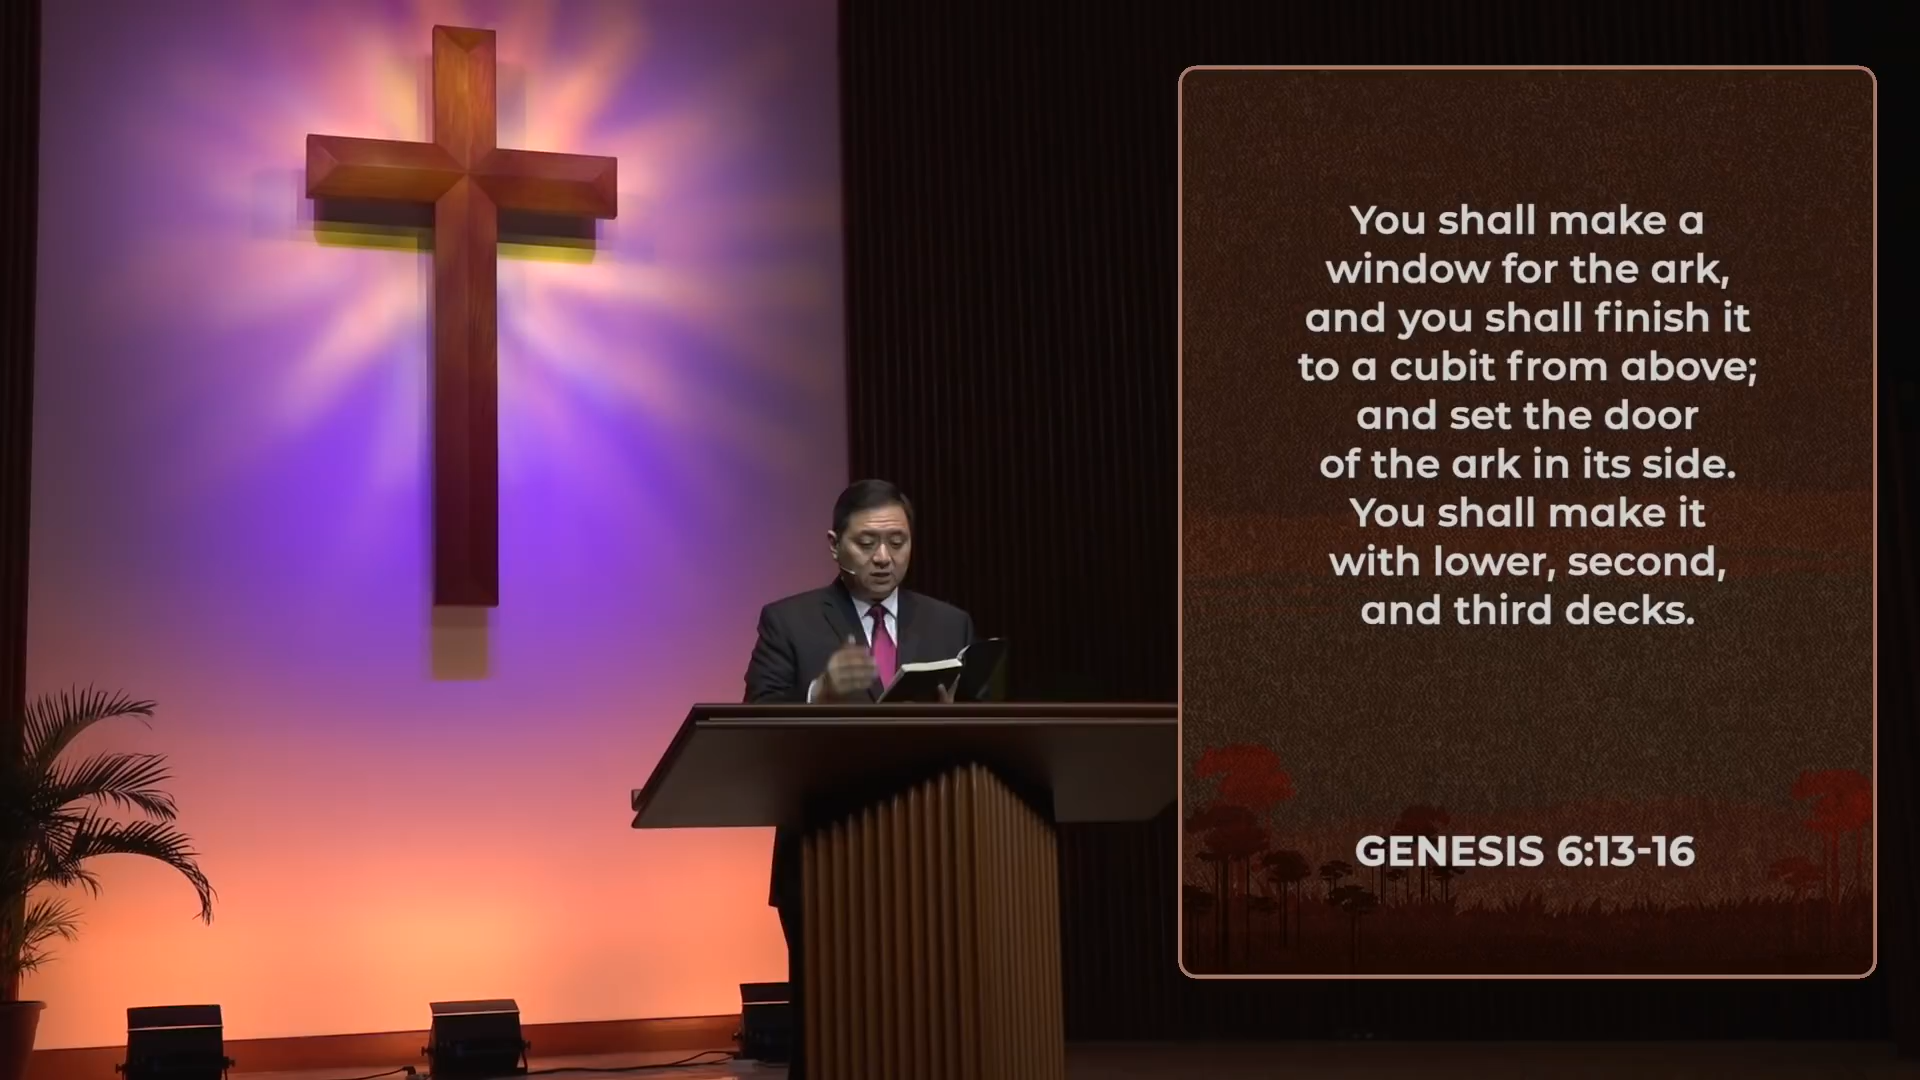 You shall make a
window for the ark,
and you shall finish it
to a cubit from above;
and set the door
of the ark in its side.
You shall make it
with lower, second,
and third decks.
GENESIS 6:13-16